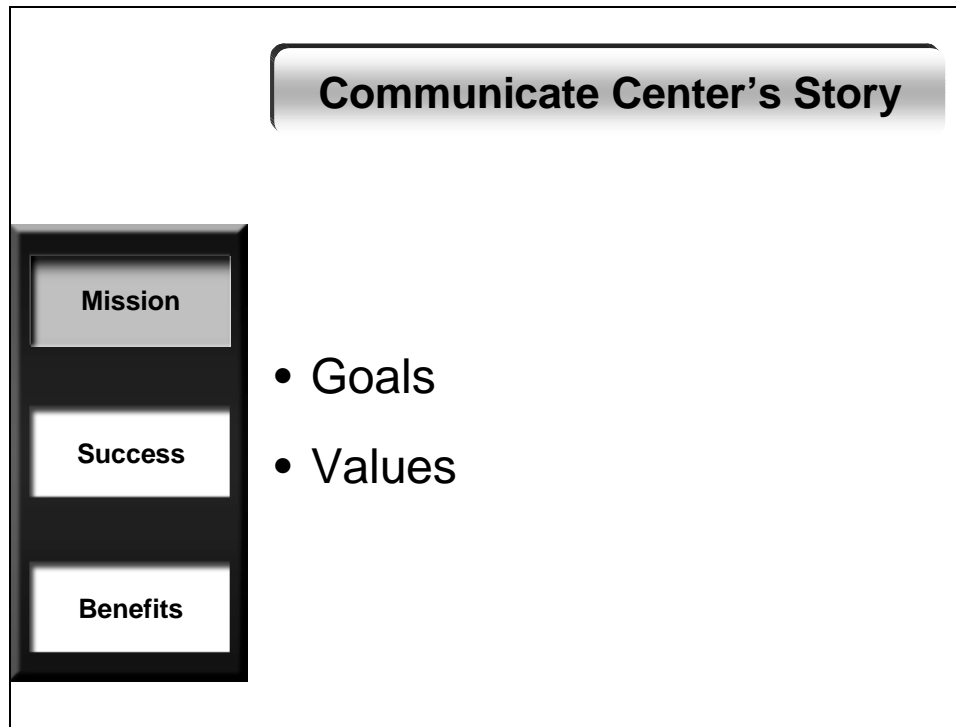 Communicate Center’s Story
Mission
Success
Benefits
• Goals
• Values